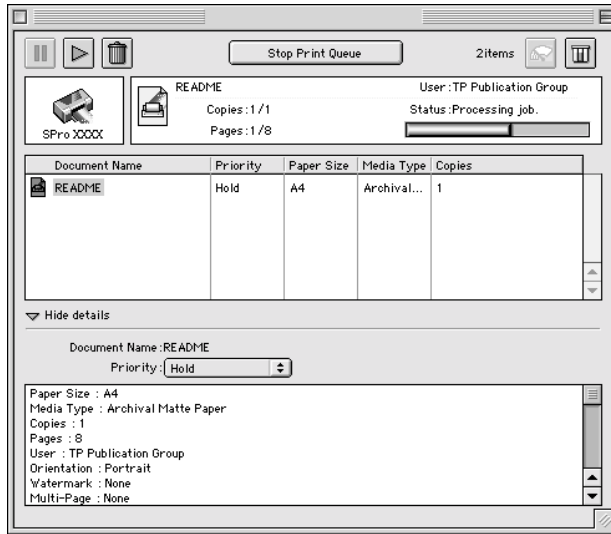 Stop Print Queue
2items
SPro XXXX
README
User :TP Publication Group
Copies :1/1
Status :Processing job.
Pages :1/8
Document Name Priority Paper Size Media Type Copies
README Hold A4 Archival... 1
Hide details
Document Name :README
Priority : Hold
Paper Size : A4
Media Type : Archival Matte Paper
Copies : 1
Pages : 8
User : TP Publication Group
Orientation : Portrait
Watermark : None
Multi-Page : None